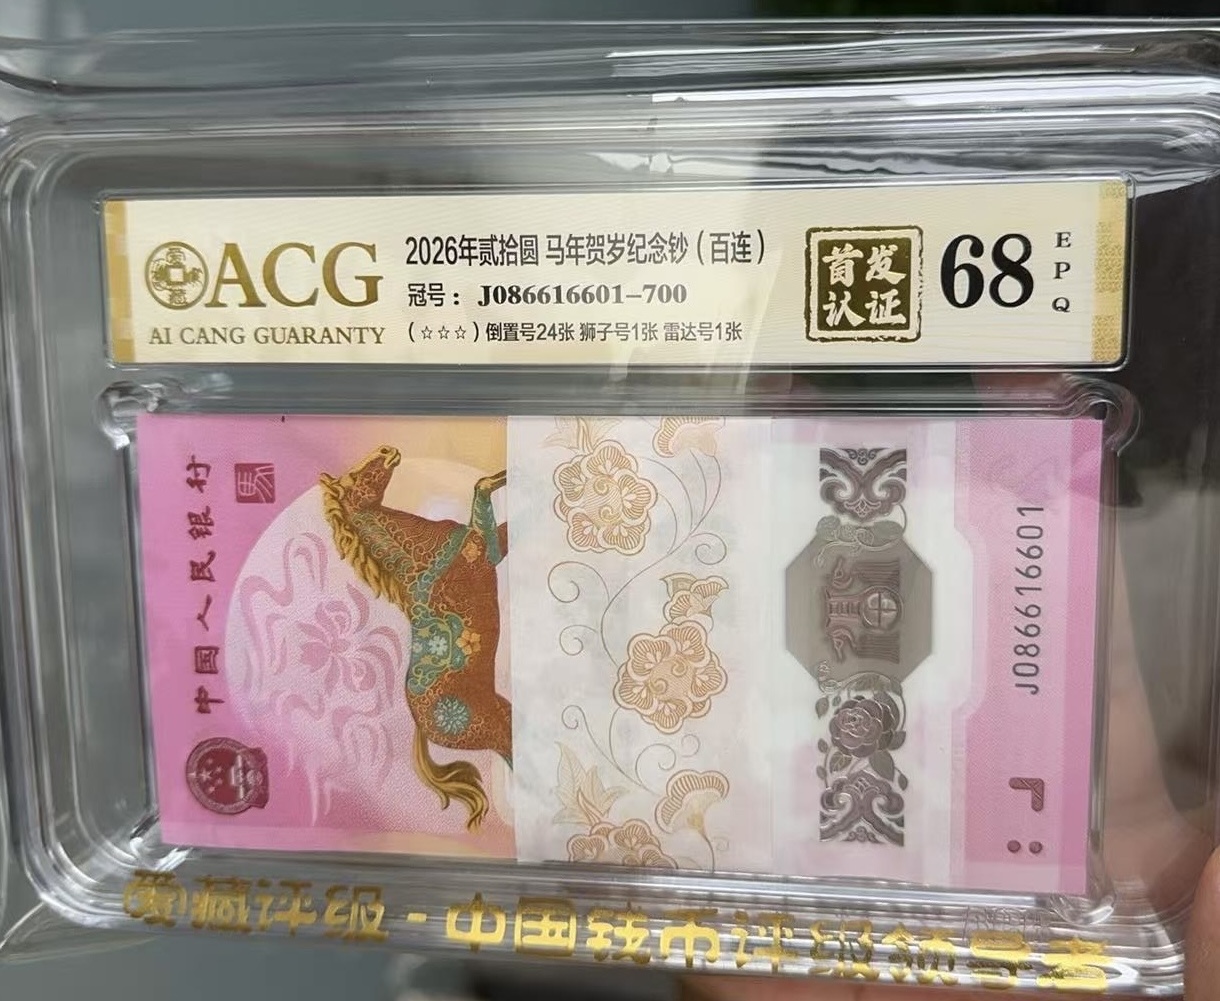 ACG
AI CANG GUARANTY
2026年贰拾圆 马年贺岁纪念钞（百连）
冠号：J086616601-700
（☆☆☆）倒置号24张 狮子号1张 雷达号1张
首发
认证
68
E
P
Q
中国人民银行
馬
J086616601
爱藏评级·中国钱币评级领导者